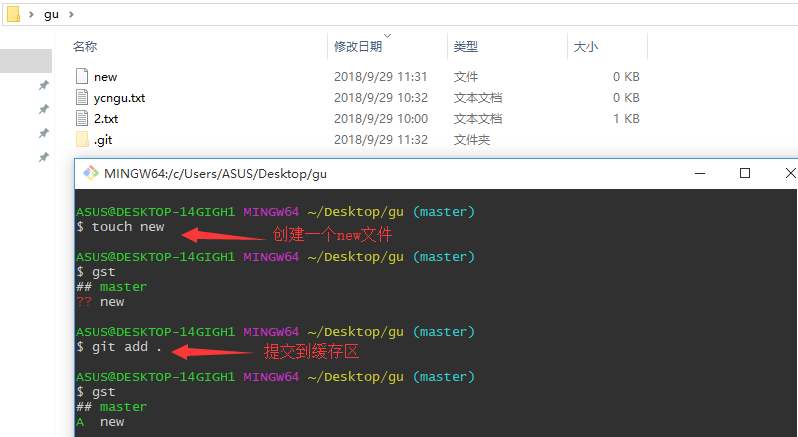 gu
名称 修改日期 类型 大小
new 2018/9/29 11:31 文件 0 KB
ycngu.txt 2018/9/29 10:32 文本文档 0 KB
2.txt 2018/9/29 10:00 文本文档 1 KB
.git 2018/9/29 11:32 文件夹
MINGW64:/c/Users/ASUS/Desktop/gu
ASUS@DESKTOP-14GIGH1 MINGW64 ~/Desktop/gu (master)
$ touch new 创建一个new文件
ASUS@DESKTOP-14GIGH1 MINGW64 ~/Desktop/gu (master)
$ gst
## master
?? new
ASUS@DESKTOP-14GIGH1 MINGW64 ~/Desktop/gu (master)
$ git add . 提交到缓存区
ASUS@DESKTOP-14GIGH1 MINGW64 ~/Desktop/gu (master)
$ gst
## master
A new